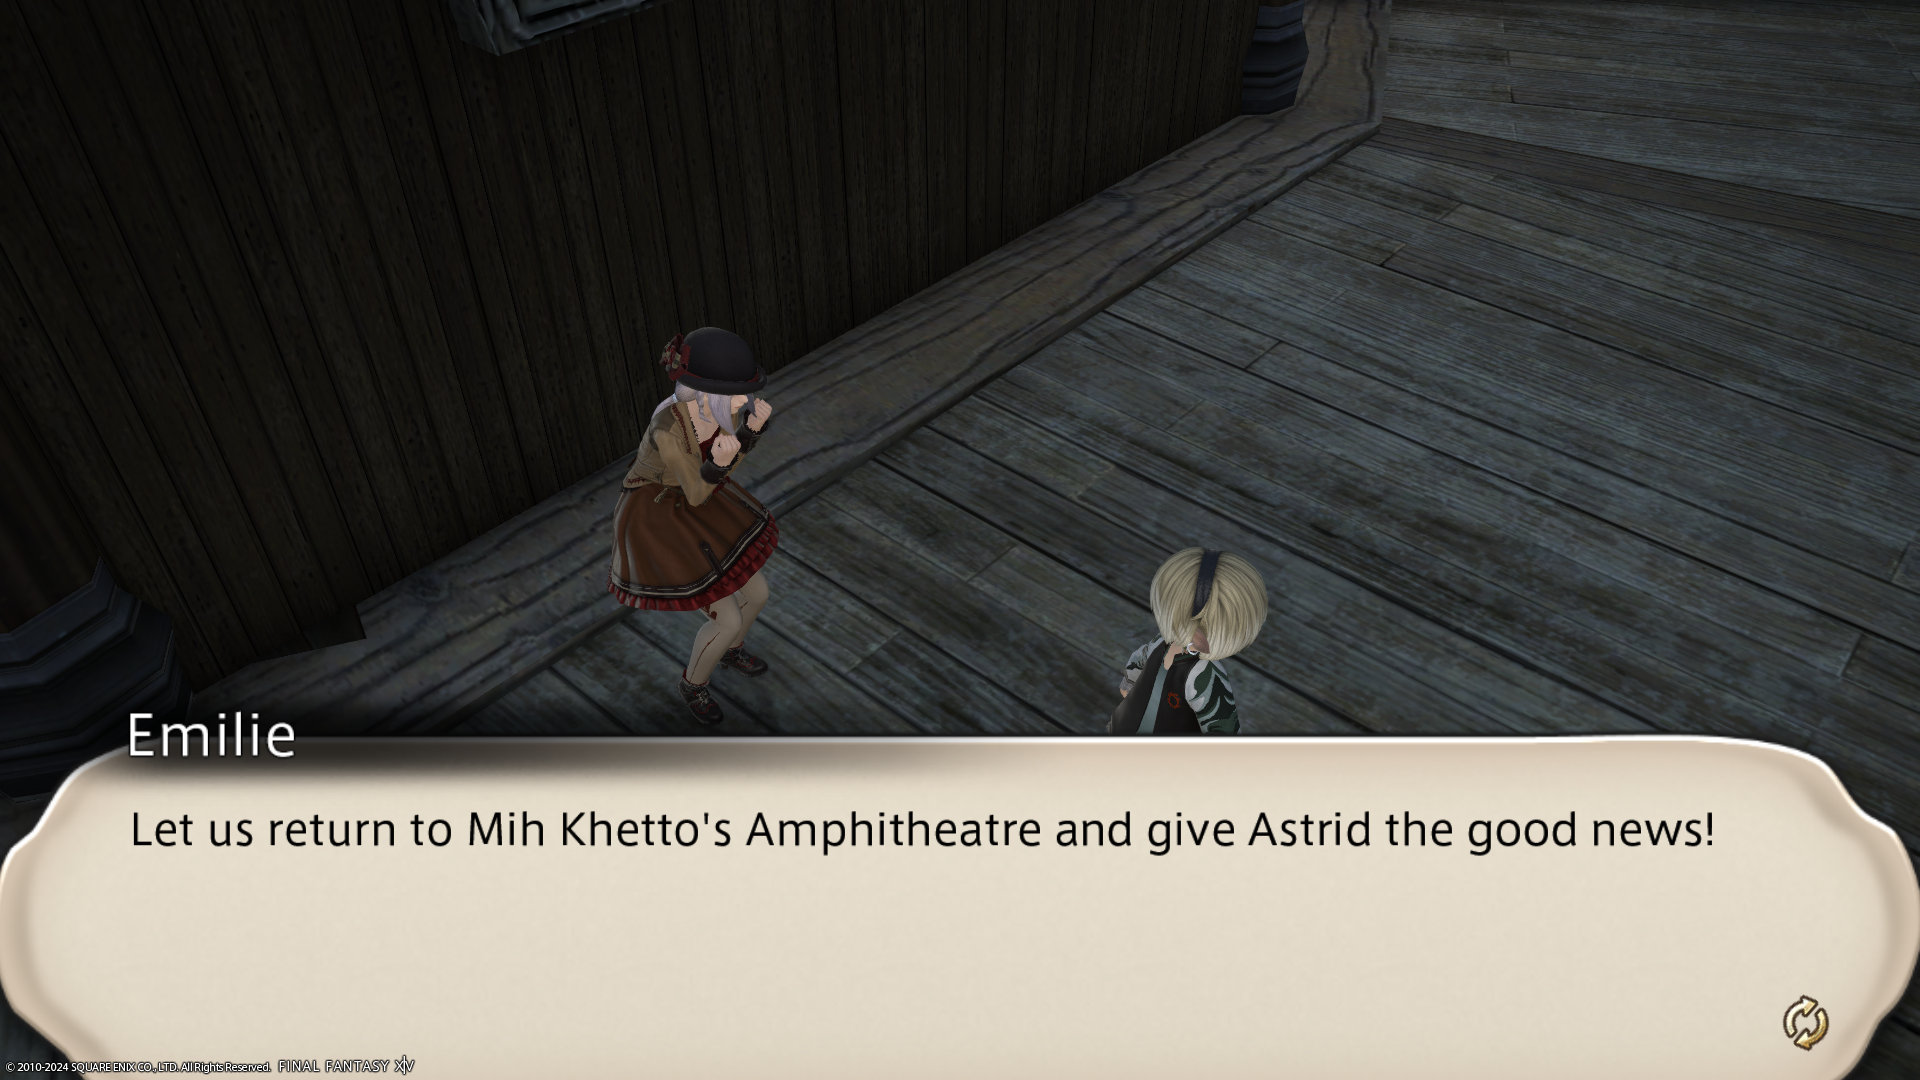 Emilie
Let us return to Mih Khetto's Amphitheatre and give Astrid the good news!
© 2010-2024 SQUARE ENIX CO., LTD. All Rights Reserved. FINAL FANTASY XIV